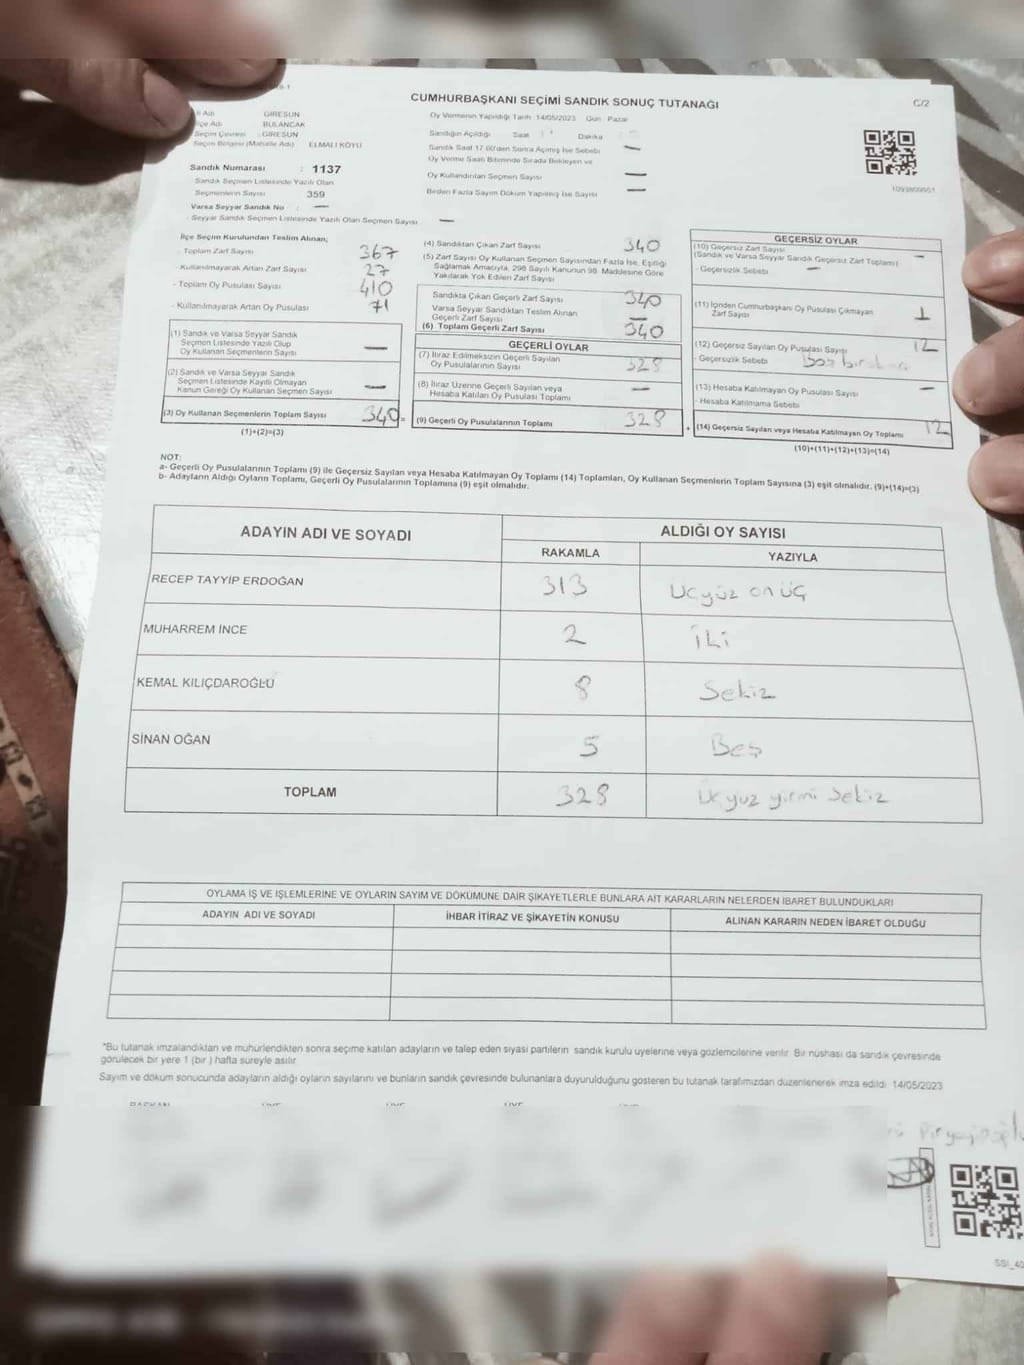 CUMHURBAŞKANI SEÇİMİ SANDIK SONUÇ TUTANAĞI
C/2
İl Adı GİRESUN
İlçe Adı BULANCAK
Seçim Çevresi : GİRESUN
Seçim Bölgesi (Mahalle Adı) ELMALI KÖYÜ
Sandık Numarası : 1137
Sandık Seçmen Listesinde Yazılı Olan
Seçmenlerin Sayısı 359
Varsa Seyyar Sandık No : —
- Seyyar Sandık Seçmen Listesinde Yazılı Olan Seçmen Sayısı —
Oy Vermenin Yapıldığı Tarih : 14/05/2023 Gün : Pazar
Sandığın Açıldığı Saat Dakika
Sandık Saat 17.00'den Sonra Açılmış İse Sebebi —
Oy Verme Saati Bitiminde Sırada Bekleyen ve
Oy Kullandırılan Seçmen Sayısı —
Birden Fazla Sayım Döküm Yapılmış İse Sayısı —
1093809951
İlçe Seçim Kurulundan Teslim Alınan;
- Toplam Zarf Sayısı 367
- Kullanılmayarak Artan Zarf Sayısı 27
- Toplam Oy Pusulası Sayısı 410
- Kullanılmayarak Artan Oy Pusulası 71
(1) Sandık ve Varsa Seyyar Sandık
Seçmen Listesinde Yazılı Olup
Oy Kullanan Seçmenlerin Sayısı —
(2) Sandık ve Varsa Seyyar Sandık
Seçmen Listesinde Kayıtlı Olmayan
Kanun Gereği Oy Kullanan Seçmen Sayısı —
(3) Oy Kullanan Seçmenlerin Toplam Sayısı 340 =
(1)+(2)=(3)
(4) Sandıktan Çıkan Zarf Sayısı 340
(5) Zarf Sayısı Oy Kullanan Seçmen Sayısından Fazla İse, Eşitliği
Sağlamak Amacıyla, 298 Sayılı Kanunun 98. Maddesine Göre
Yakılarak Yok Edilen Zarf Sayısı
Sandıkta Çıkan Geçerli Zarf Sayısı 340
Varsa Seyyar Sandıktan Teslim Alınan
Geçerli Zarf Sayısı —
(6) Toplam Geçerli Zarf Sayısı 340
GEÇERLİ OYLAR
(7) İtiraz Edilmeksizin Geçerli Sayılan
Oy Pusulalarının Sayısı 328
(8) İtiraz Üzerine Geçerli Sayılan veya
Hesaba Katılan Oy Pusulası Toplamı —
(9) Geçerli Oy Pusulalarının Toplamı 328 +
GEÇERSİZ OYLAR
(10) Geçersiz Zarf Sayısı
(Sandık ve Varsa Seyyar Sandık Geçersiz Zarf Toplamı) —
- Geçersizlik Sebebi —
(11) İçinden Cumhurbaşkanı Oy Pusulası Çıkmayan
Zarf Sayısı
(12) Geçersiz Sayılan Oy Pusulası Sayısı 12
- Geçersizlik Sebebi Boş
(13) Hesaba Katılmayan Oy Pusulası Sayısı —
- Hesaba Katılmama Sebebi
(14) Geçersiz Sayılan veya Hesaba Katılmayan Oy Toplamı 12
(10)+(11)+(12)+(13)=(14)
NOT:
a- Geçerli Oy Pusulalarının Toplamı (9) ile Geçersiz Sayılan veya Hesaba Katılmayan Oy Toplamı (14) Toplamları, Oy Kullanan Seçmenlerin Toplam Sayısına (3) eşit olmalıdır. (9)+(14)=(3)
b- Adayların Aldığı Oyların Toplamı, Geçerli Oy Pusulalarının Toplamına (9) eşit olmalıdır.
ADAYIN ADI VE SOYADI ALDIĞI OY SAYISI
RAKAMLA YAZIYLA
RECEP TAYYİP ERDOĞAN 313 Üçyüz onüç
MUHARREM İNCE 2 İki
KEMAL KILIÇDAROĞLU 8 Sekiz
SİNAN OĞAN 5 Beş
TOPLAM 328 Üçyüz yirmi sekiz
OYLAMA İŞ VE İŞLEMLERİNE VE OYLARIN SAYIM VE DÖKÜMÜNE DAİR ŞİKAYETLERLE BUNLARA AİT KARARLARIN NELERDEN İBARET BULUNDUKLARI
ADAYIN ADI VE SOYADI İHBAR İTİRAZ VE ŞİKAYETİN KONUSU ALINAN KARARIN NEDEN İBARET OLDUĞU
*Bu tutanak imzalandıktan ve mühürlendikten sonra seçime katılan adayların ve talep eden siyasi partilerin sandık kurulu üyelerine veya gözlemcilerine verilir. Bir nüshası da sandık çevresinde
görülecek bir yere 1 (bir ) hafta süreyle asılır.
Sayım ve döküm sonucunda adayların aldığı oyların sayılarını ve bunların sandık çevresinde bulunanlara duyurulduğunu gösteren bu tutanak tarafımızdan düzenlenerek imza edildi. 14/05/2023
BAŞKAN ÜYE ÜYE ÜYE ÜYE
SSI_40